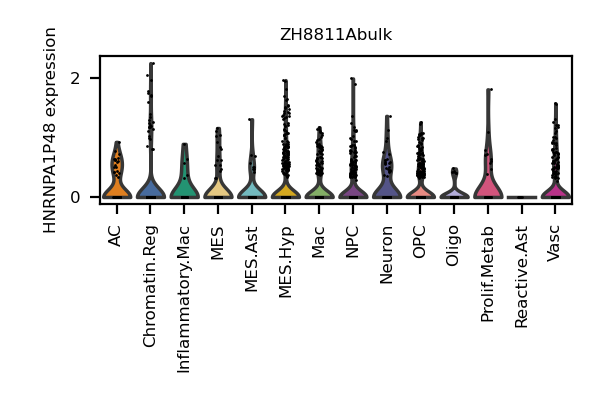 ZH8811Abulk
HNRNPA1P48 expression
2
0
AC
Chromatin.Reg
Inflammatory.Mac
MES
MES.Ast
MES.Hyp
Mac
NPC
Neuron
OPC
Oligo
Prolif.Metab
Reactive.Ast
Vasc